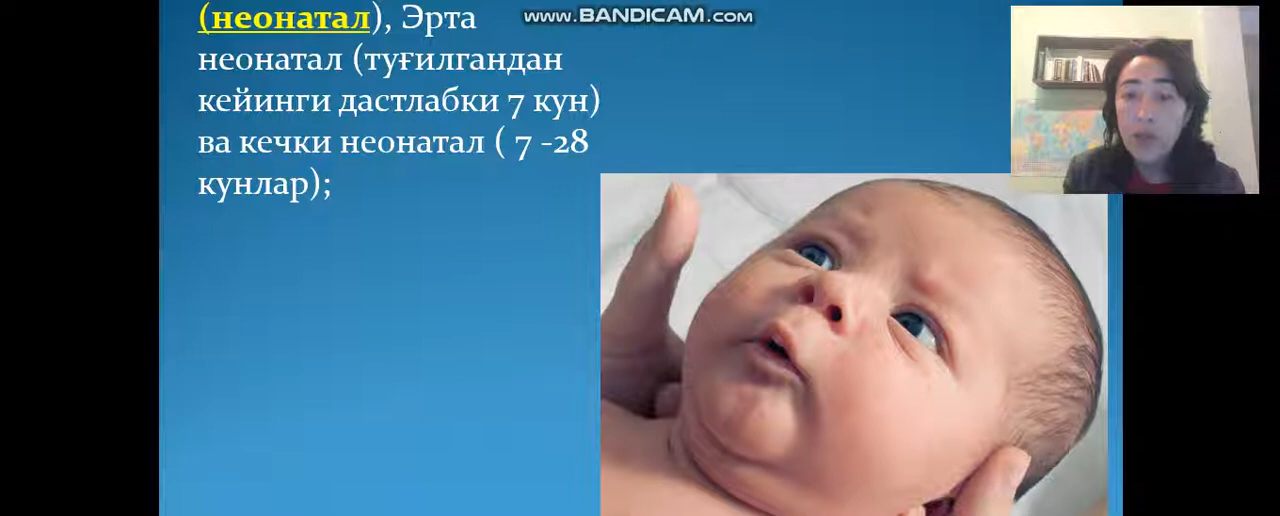 www.BANDICAM.com
(неонатал), Эрта
неонатал (туғилгандан
кейинги дастлабки 7 кун)
ва кечки неонатал ( 7 -28
кунлар);